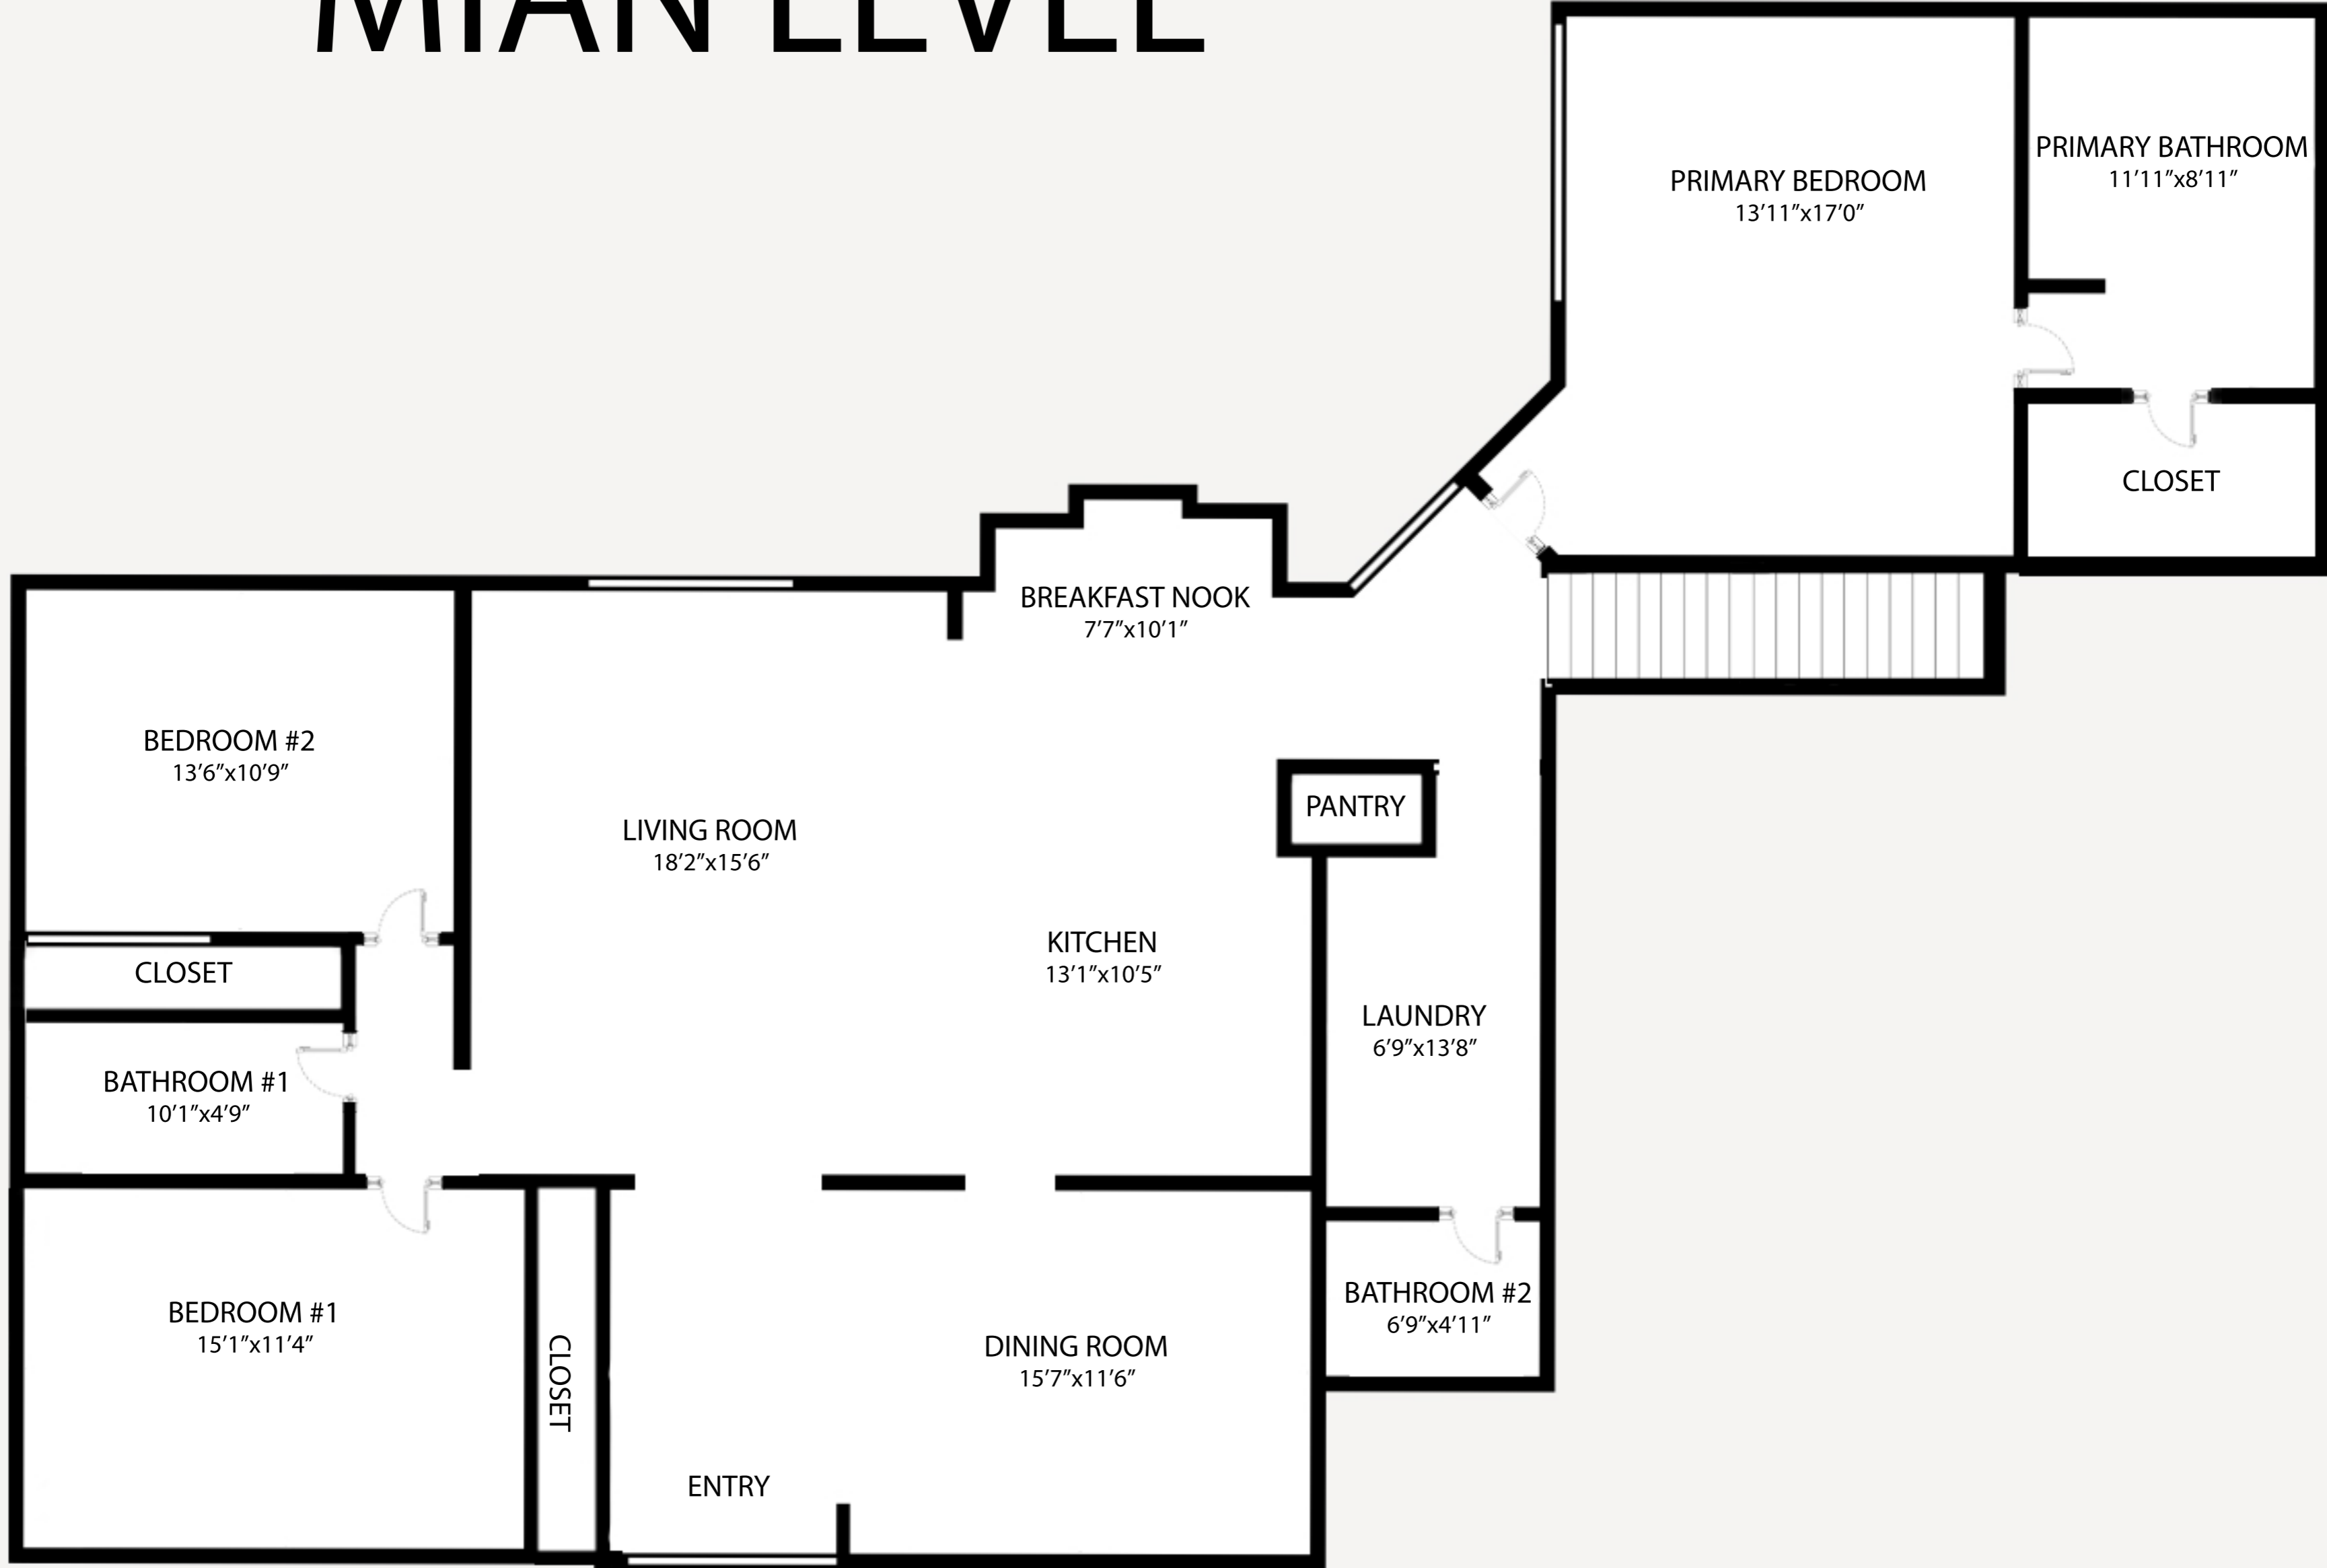 MIAN LEVEL
PRIMARY BEDROOM
13'11"x17'0"
PRIMARY BATHROOM
11'11"x8'11"
CLOSET
BREAKFAST NOOK
7'7"x10'1"
BEDROOM #2
13'6"x10'9"
LIVING ROOM
18'2"x15'6"
PANTRY
KITCHEN
13'1"x10'5"
CLOSET
LAUNDRY
6'9"x13'8"
BATHROOM #1
10'1"x4'9"
BEDROOM #1
15'1"x11'4"
CLOSET
DINING ROOM
15'7"x11'6"
BATHROOM #2
6'9"x4'11"
ENTRY